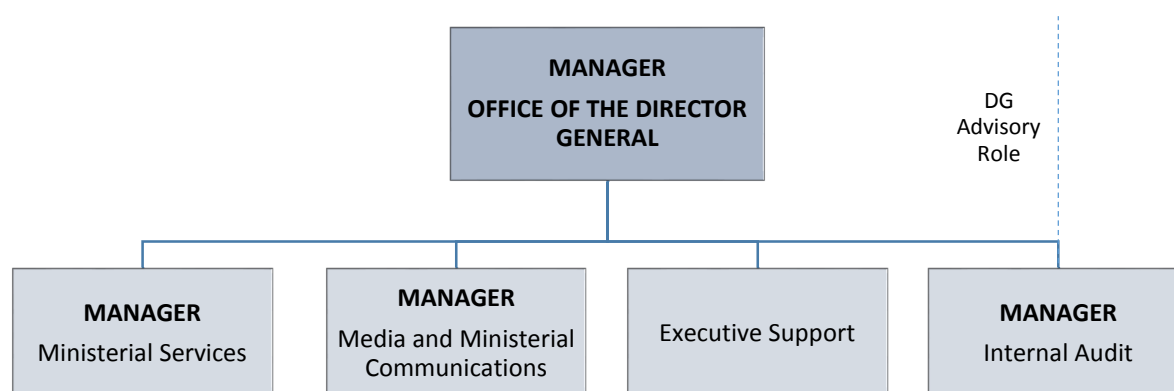 MANAGER
OFFICE OF THE DIRECTOR
GENERAL
DG
Advisory
Role
MANAGER
Ministerial Services
MANAGER
Media and Ministerial
Communications
Executive Support
MANAGER
Internal Audit